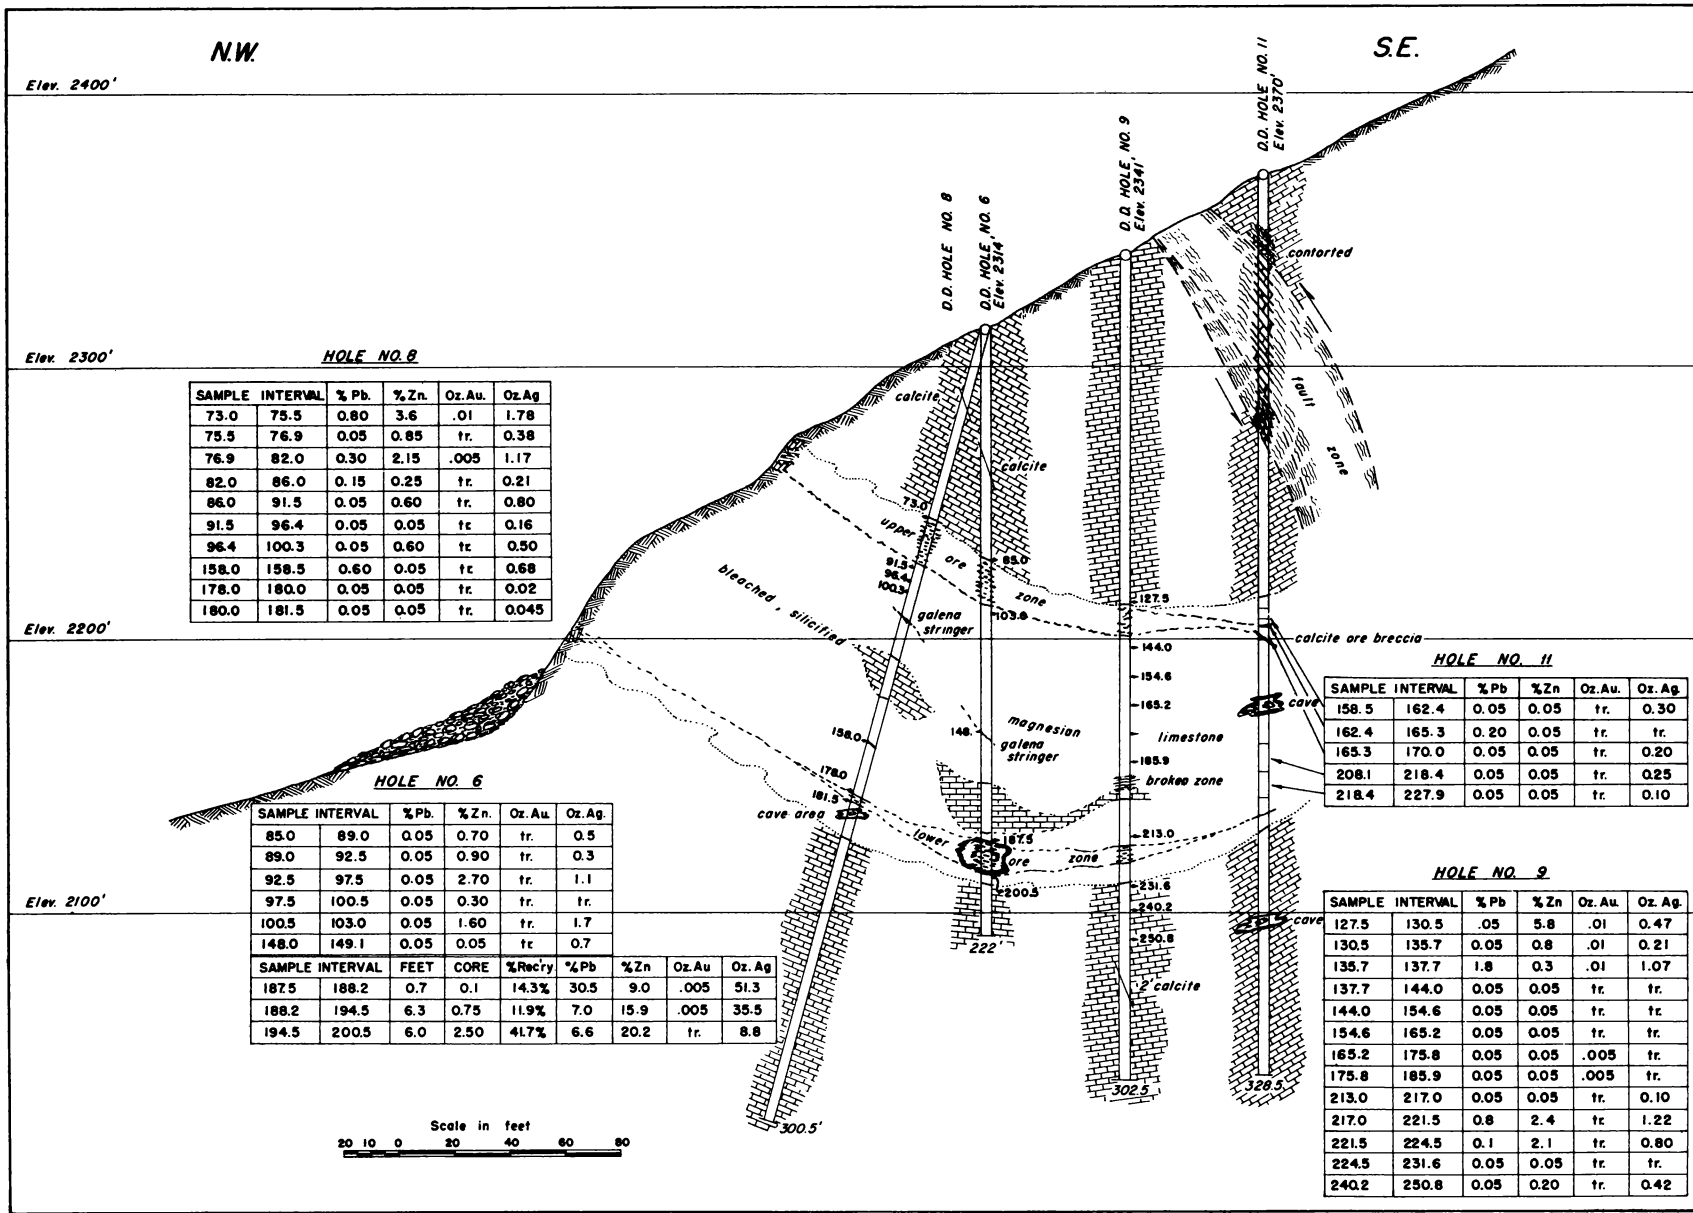 N.W.
S.E.
Elev. 2400'
D.D. HOLE NO. 11
Elev. 2370'
D.D. HOLE NO. 9
Elev. 2341'
D.D. HOLE NO. 8
D.D. HOLE NO. 6
Elev. 2314'
contorted
fault
zone
Elev. 2300'
HOLE NO. 8
SAMPLE INTERVAL % Pb. % Zn. Oz.Au. Oz.Ag
73.0 75.5 0.80 3.6 .01 1.78
75.5 76.9 0.05 0.85 tr. 0.38
76.9 82.0 0.30 2.15 .005 1.17
82.0 86.0 0.15 0.25 tr. 0.21
86.0 91.5 0.05 0.60 tr. 0.80
91.5 96.4 0.05 0.05 tr. 0.16
96.4 100.3 0.05 0.60 tr. 0.50
158.0 158.5 0.60 0.05 tr. 0.68
178.0 180.0 0.05 0.05 tr. 0.02
180.0 181.5 0.05 0.05 tr. 0.045
calcite
calcite
73.0
upper
ore
zone
85.0
91.5
96.4
100.3
103.0
127.5
bleached, silicified
galena
stringer
Elev. 2200'
144.0
154.6
165.2
185.9
calcite ore breccia
cave
158.0
148.
magnesian
limestone
galena
stringer
broken zone
178.0
181.5
cave area
lower
ore
zone
187.5
213.0
200.5
231.6
240.2
250.8
cave
HOLE NO. 11
SAMPLE INTERVAL % Pb % Zn Oz.Au. Oz.Ag.
158.5 162.4 0.05 0.05 tr. 0.30
162.4 165.3 0.20 0.05 tr. tr.
165.3 170.0 0.05 0.05 tr. 0.20
208.1 218.4 0.05 0.05 tr. 0.25
218.4 227.9 0.05 0.05 tr. 0.10
HOLE NO. 6
SAMPLE INTERVAL % Pb. % Zn. Oz.Au. Oz.Ag.
85.0 89.0 0.05 0.70 tr. 0.5
89.0 92.5 0.05 0.90 tr. 0.3
92.5 97.5 0.05 2.70 tr. 1.1
97.5 100.5 0.05 0.30 tr. tr.
100.5 103.0 0.05 1.60 tr. 1.7
148.0 149.1 0.05 0.05 tr. 0.7
SAMPLE INTERVAL FEET CORE %Rec'ry. % Pb % Zn Oz.Au Oz.Ag
187.5 188.2 0.7 0.1 14.3% 30.5 9.0 .005 51.3
188.2 194.5 6.3 0.75 11.9% 7.0 15.9 .005 35.5
194.5 200.5 6.0 2.50 41.7% 6.6 20.2 tr. 8.8
Elev. 2100'
HOLE NO. 9
SAMPLE INTERVAL % Pb % Zn Oz.Au. Oz.Ag.
127.5 130.5 .05 5.8 .01 0.47
130.5 135.7 0.05 0.8 .01 0.21
135.7 137.7 1.8 0.3 .01 1.07
137.7 144.0 0.05 0.05 tr. tr.
144.0 154.6 0.05 0.05 tr. tr.
154.6 165.2 0.05 0.05 tr. tr.
165.2 175.8 0.05 0.05 .005 tr.
175.8 185.9 0.05 0.05 .005 tr.
213.0 217.0 0.05 0.05 tr. 0.10
217.0 221.5 0.8 2.4 tr. 1.22
221.5 224.5 0.1 2.1 tr. 0.80
224.5 231.6 0.05 0.05 tr. tr.
240.2 250.8 0.05 0.20 tr. 0.42
222'
2' calcite
302.5
328.5
300.5'
Scale in feet
20 10 0 20 40 60 80